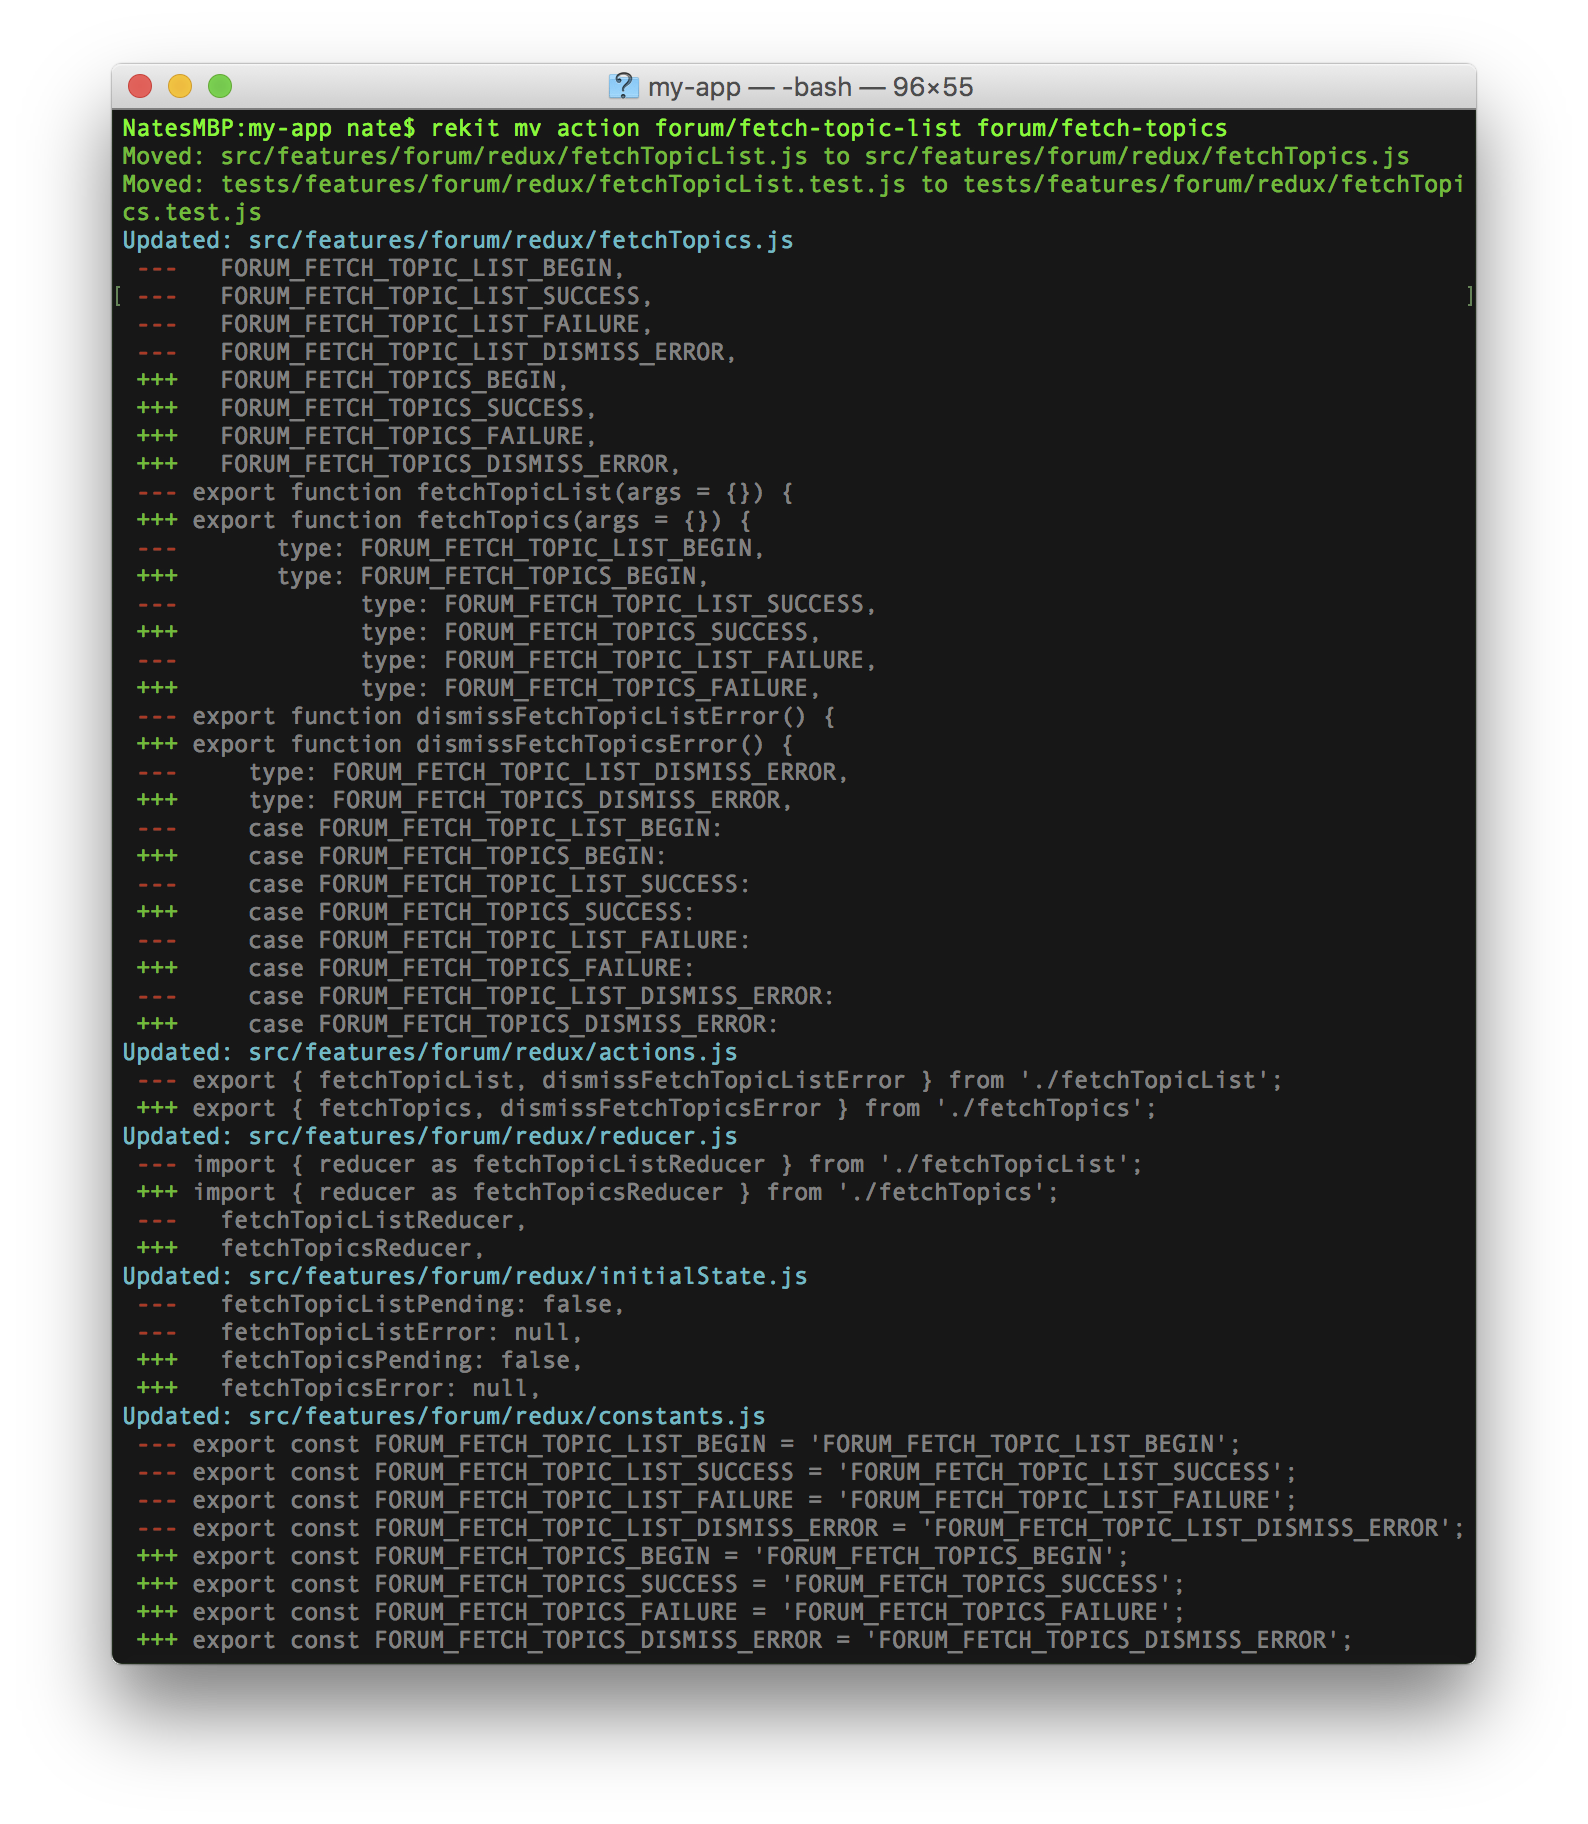 my-app — -bash — 96×55
NatesMBP:my-app nate$ rekit mv action forum/fetch-topic-list forum/fetch-topics
Moved: src/features/forum/redux/fetchTopicList.js to src/features/forum/redux/fetchTopics.js
Moved: tests/features/forum/redux/fetchTopicList.test.js to tests/features/forum/redux/fetchTopi
cs.test.js
Updated: src/features/forum/redux/fetchTopics.js
 ---   FORUM_FETCH_TOPIC_LIST_BEGIN,
[ ---   FORUM_FETCH_TOPIC_LIST_SUCCESS, ]
 ---   FORUM_FETCH_TOPIC_LIST_FAILURE,
 ---   FORUM_FETCH_TOPIC_LIST_DISMISS_ERROR,
 +++   FORUM_FETCH_TOPICS_BEGIN,
 +++   FORUM_FETCH_TOPICS_SUCCESS,
 +++   FORUM_FETCH_TOPICS_FAILURE,
 +++   FORUM_FETCH_TOPICS_DISMISS_ERROR,
 --- export function fetchTopicList(args = {}) {
 +++ export function fetchTopics(args = {}) {
 ---       type: FORUM_FETCH_TOPIC_LIST_BEGIN,
 +++       type: FORUM_FETCH_TOPICS_BEGIN,
 ---             type: FORUM_FETCH_TOPIC_LIST_SUCCESS,
 +++             type: FORUM_FETCH_TOPICS_SUCCESS,
 ---             type: FORUM_FETCH_TOPIC_LIST_FAILURE,
 +++             type: FORUM_FETCH_TOPICS_FAILURE,
 --- export function dismissFetchTopicListError() {
 +++ export function dismissFetchTopicsError() {
 ---     type: FORUM_FETCH_TOPIC_LIST_DISMISS_ERROR,
 +++     type: FORUM_FETCH_TOPICS_DISMISS_ERROR,
 ---     case FORUM_FETCH_TOPIC_LIST_BEGIN:
 +++     case FORUM_FETCH_TOPICS_BEGIN:
 ---     case FORUM_FETCH_TOPIC_LIST_SUCCESS:
 +++     case FORUM_FETCH_TOPICS_SUCCESS:
 ---     case FORUM_FETCH_TOPIC_LIST_FAILURE:
 +++     case FORUM_FETCH_TOPICS_FAILURE:
 ---     case FORUM_FETCH_TOPIC_LIST_DISMISS_ERROR:
 +++     case FORUM_FETCH_TOPICS_DISMISS_ERROR:
Updated: src/features/forum/redux/actions.js
 --- export { fetchTopicList, dismissFetchTopicListError } from './fetchTopicList';
 +++ export { fetchTopics, dismissFetchTopicsError } from './fetchTopics';
Updated: src/features/forum/redux/reducer.js
 --- import { reducer as fetchTopicListReducer } from './fetchTopicList';
 +++ import { reducer as fetchTopicsReducer } from './fetchTopics';
 ---   fetchTopicListReducer,
 +++   fetchTopicsReducer,
Updated: src/features/forum/redux/initialState.js
 ---   fetchTopicListPending: false,
 ---   fetchTopicListError: null,
 +++   fetchTopicsPending: false,
 +++   fetchTopicsError: null,
Updated: src/features/forum/redux/constants.js
 --- export const FORUM_FETCH_TOPIC_LIST_BEGIN = 'FORUM_FETCH_TOPIC_LIST_BEGIN';
 --- export const FORUM_FETCH_TOPIC_LIST_SUCCESS = 'FORUM_FETCH_TOPIC_LIST_SUCCESS';
 --- export const FORUM_FETCH_TOPIC_LIST_FAILURE = 'FORUM_FETCH_TOPIC_LIST_FAILURE';
 --- export const FORUM_FETCH_TOPIC_LIST_DISMISS_ERROR = 'FORUM_FETCH_TOPIC_LIST_DISMISS_ERROR';
 +++ export const FORUM_FETCH_TOPICS_BEGIN = 'FORUM_FETCH_TOPICS_BEGIN';
 +++ export const FORUM_FETCH_TOPICS_SUCCESS = 'FORUM_FETCH_TOPICS_SUCCESS';
 +++ export const FORUM_FETCH_TOPICS_FAILURE = 'FORUM_FETCH_TOPICS_FAILURE';
 +++ export const FORUM_FETCH_TOPICS_DISMISS_ERROR = 'FORUM_FETCH_TOPICS_DISMISS_ERROR';